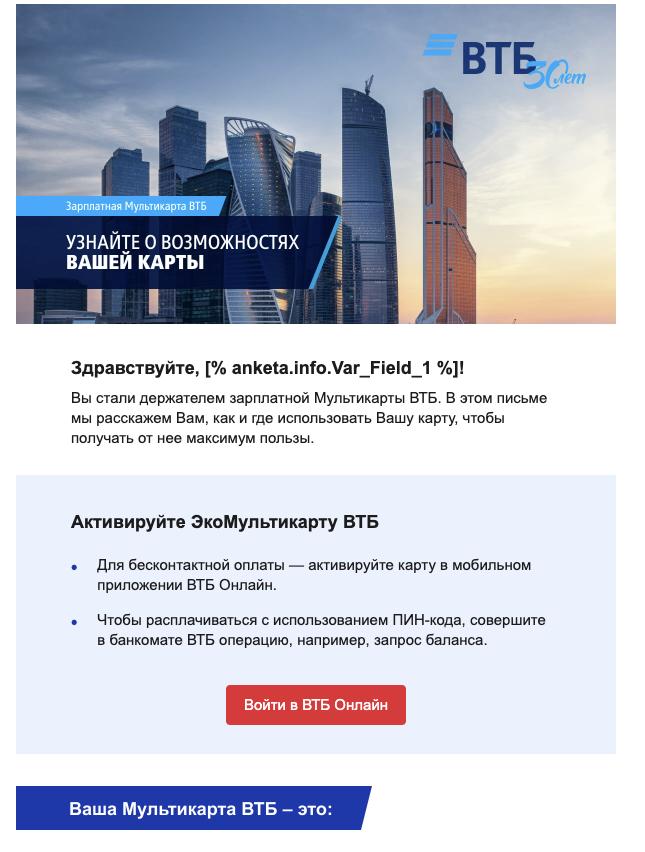 ВТБ
30лет
Зарплатная Мультикарта ВТБ
УЗНАЙТЕ О ВОЗМОЖНОСТЯХ
ВАШЕЙ КАРТЫ
Здравствуйте, [% anketa.info.Var_Field_1 %]!
Вы стали держателем зарплатной Мультикарты ВТБ. В этом письме
мы расскажем Вам, как и где использовать Вашу карту, чтобы
получать от нее максимум пользы.
Активируйте ЭкоМультикарту ВТБ
• Для бесконтактной оплаты — активируйте карту в мобильном
приложении ВТБ Онлайн.
• Чтобы расплачиваться с использованием ПИН-кода, совершите
в банкомате ВТБ операцию, например, запрос баланса.
Войти в ВТБ Онлайн
Ваша Мультикарта ВТБ – это: